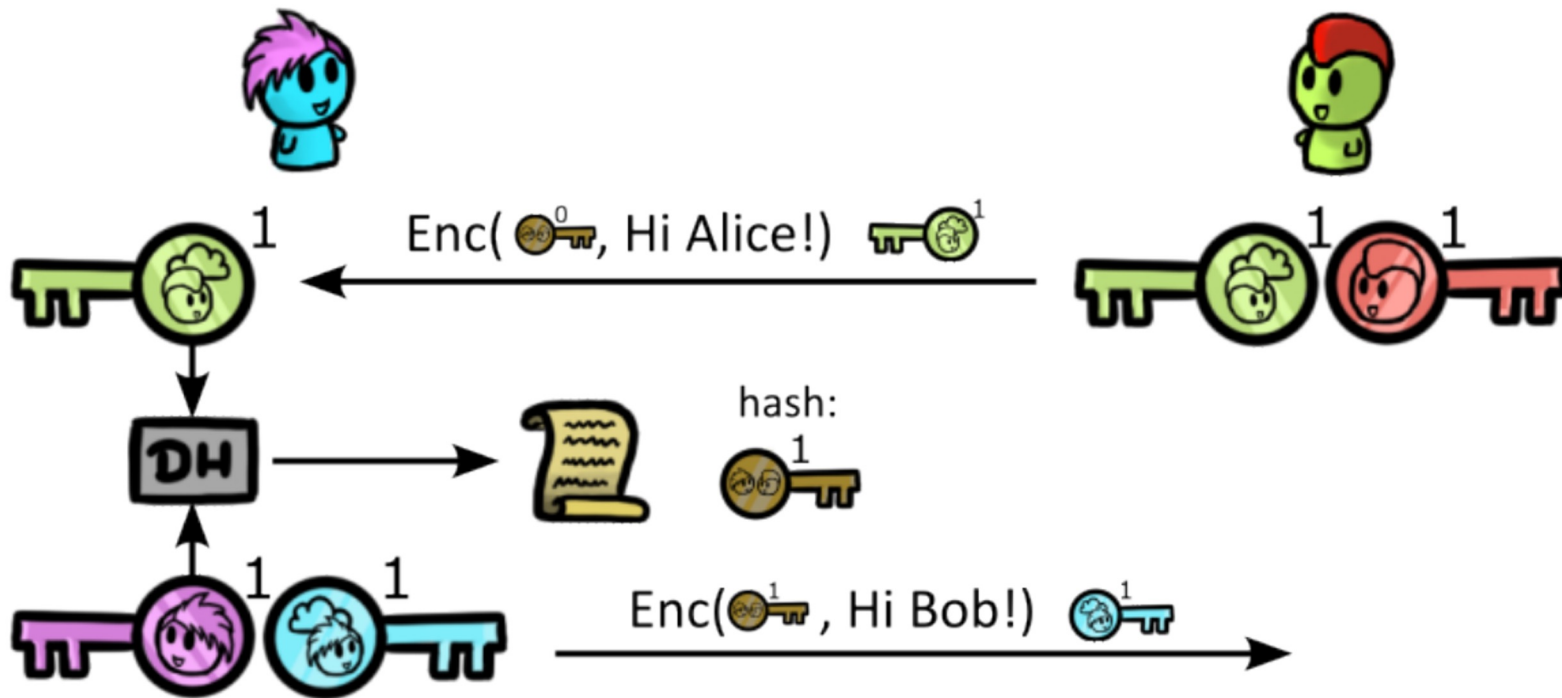 1
Enc( 0, Hi Alice!) 1
1 1
hash:
1
DH
1 1
Enc( 1, Hi Bob!) 1